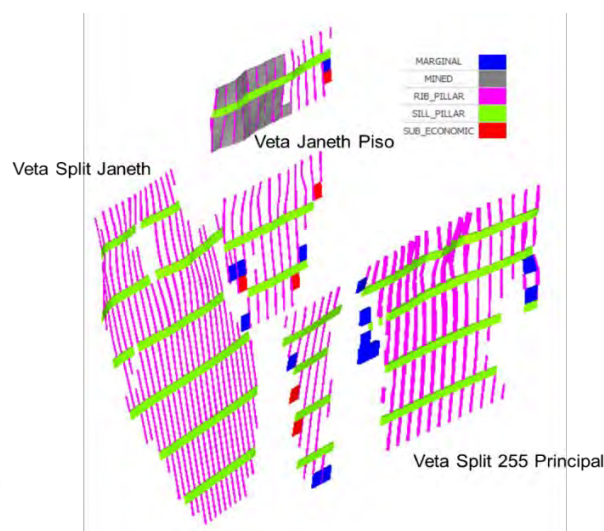 MARGINAL
MINED
RIB_PILLAR
SILL_PILLAR
SUB_ECONOMIC
Veta Janeth Piso
Veta Split Janeth
Veta Split 255 Principal